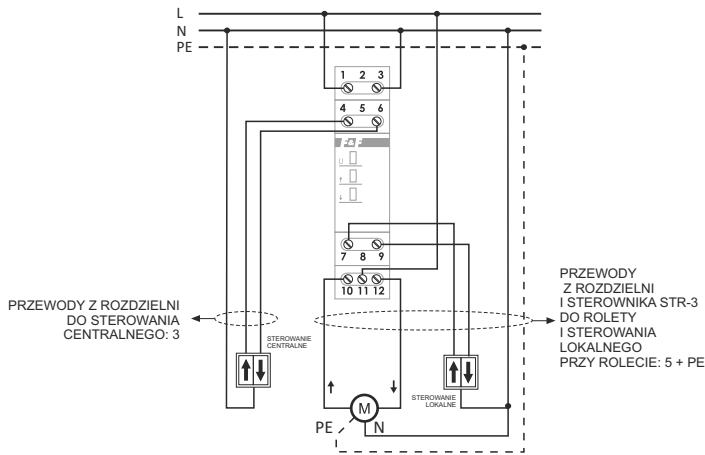 L
N
PE
1 2 3
4 5 6
F&F
U
↑
↓
7 8 9
10 11 12
PRZEWODY Z ROZDZIELNI
DO STEROWANIA
CENTRALNEGO: 3
STEROWANIE
CENTRALNE
PRZEWODY
Z ROZDZIELNI
I STEROWNIKA STR-3
DO ROLETY
I STEROWANIA
LOKALNEGO
PRZY ROLECIE: 5 + PE
STEROWANIE
LOKALNE
M
PE
N